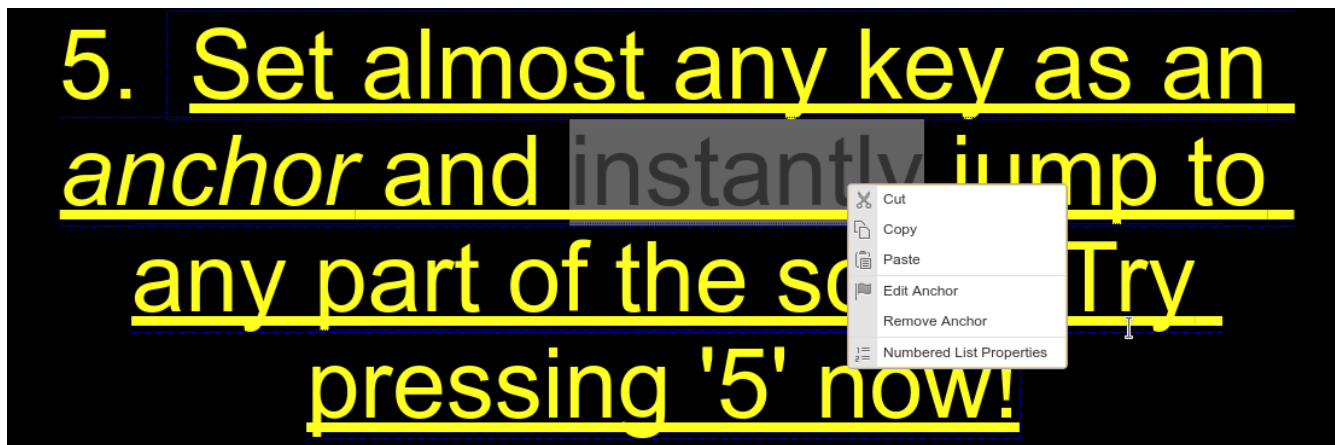 5. Set almost any key as an
anchor and instantly jump to
any part of the Try
pressing '5' now!
Cut
Copy
Paste
Edit Anchor
Remove Anchor
Numbered List Properties